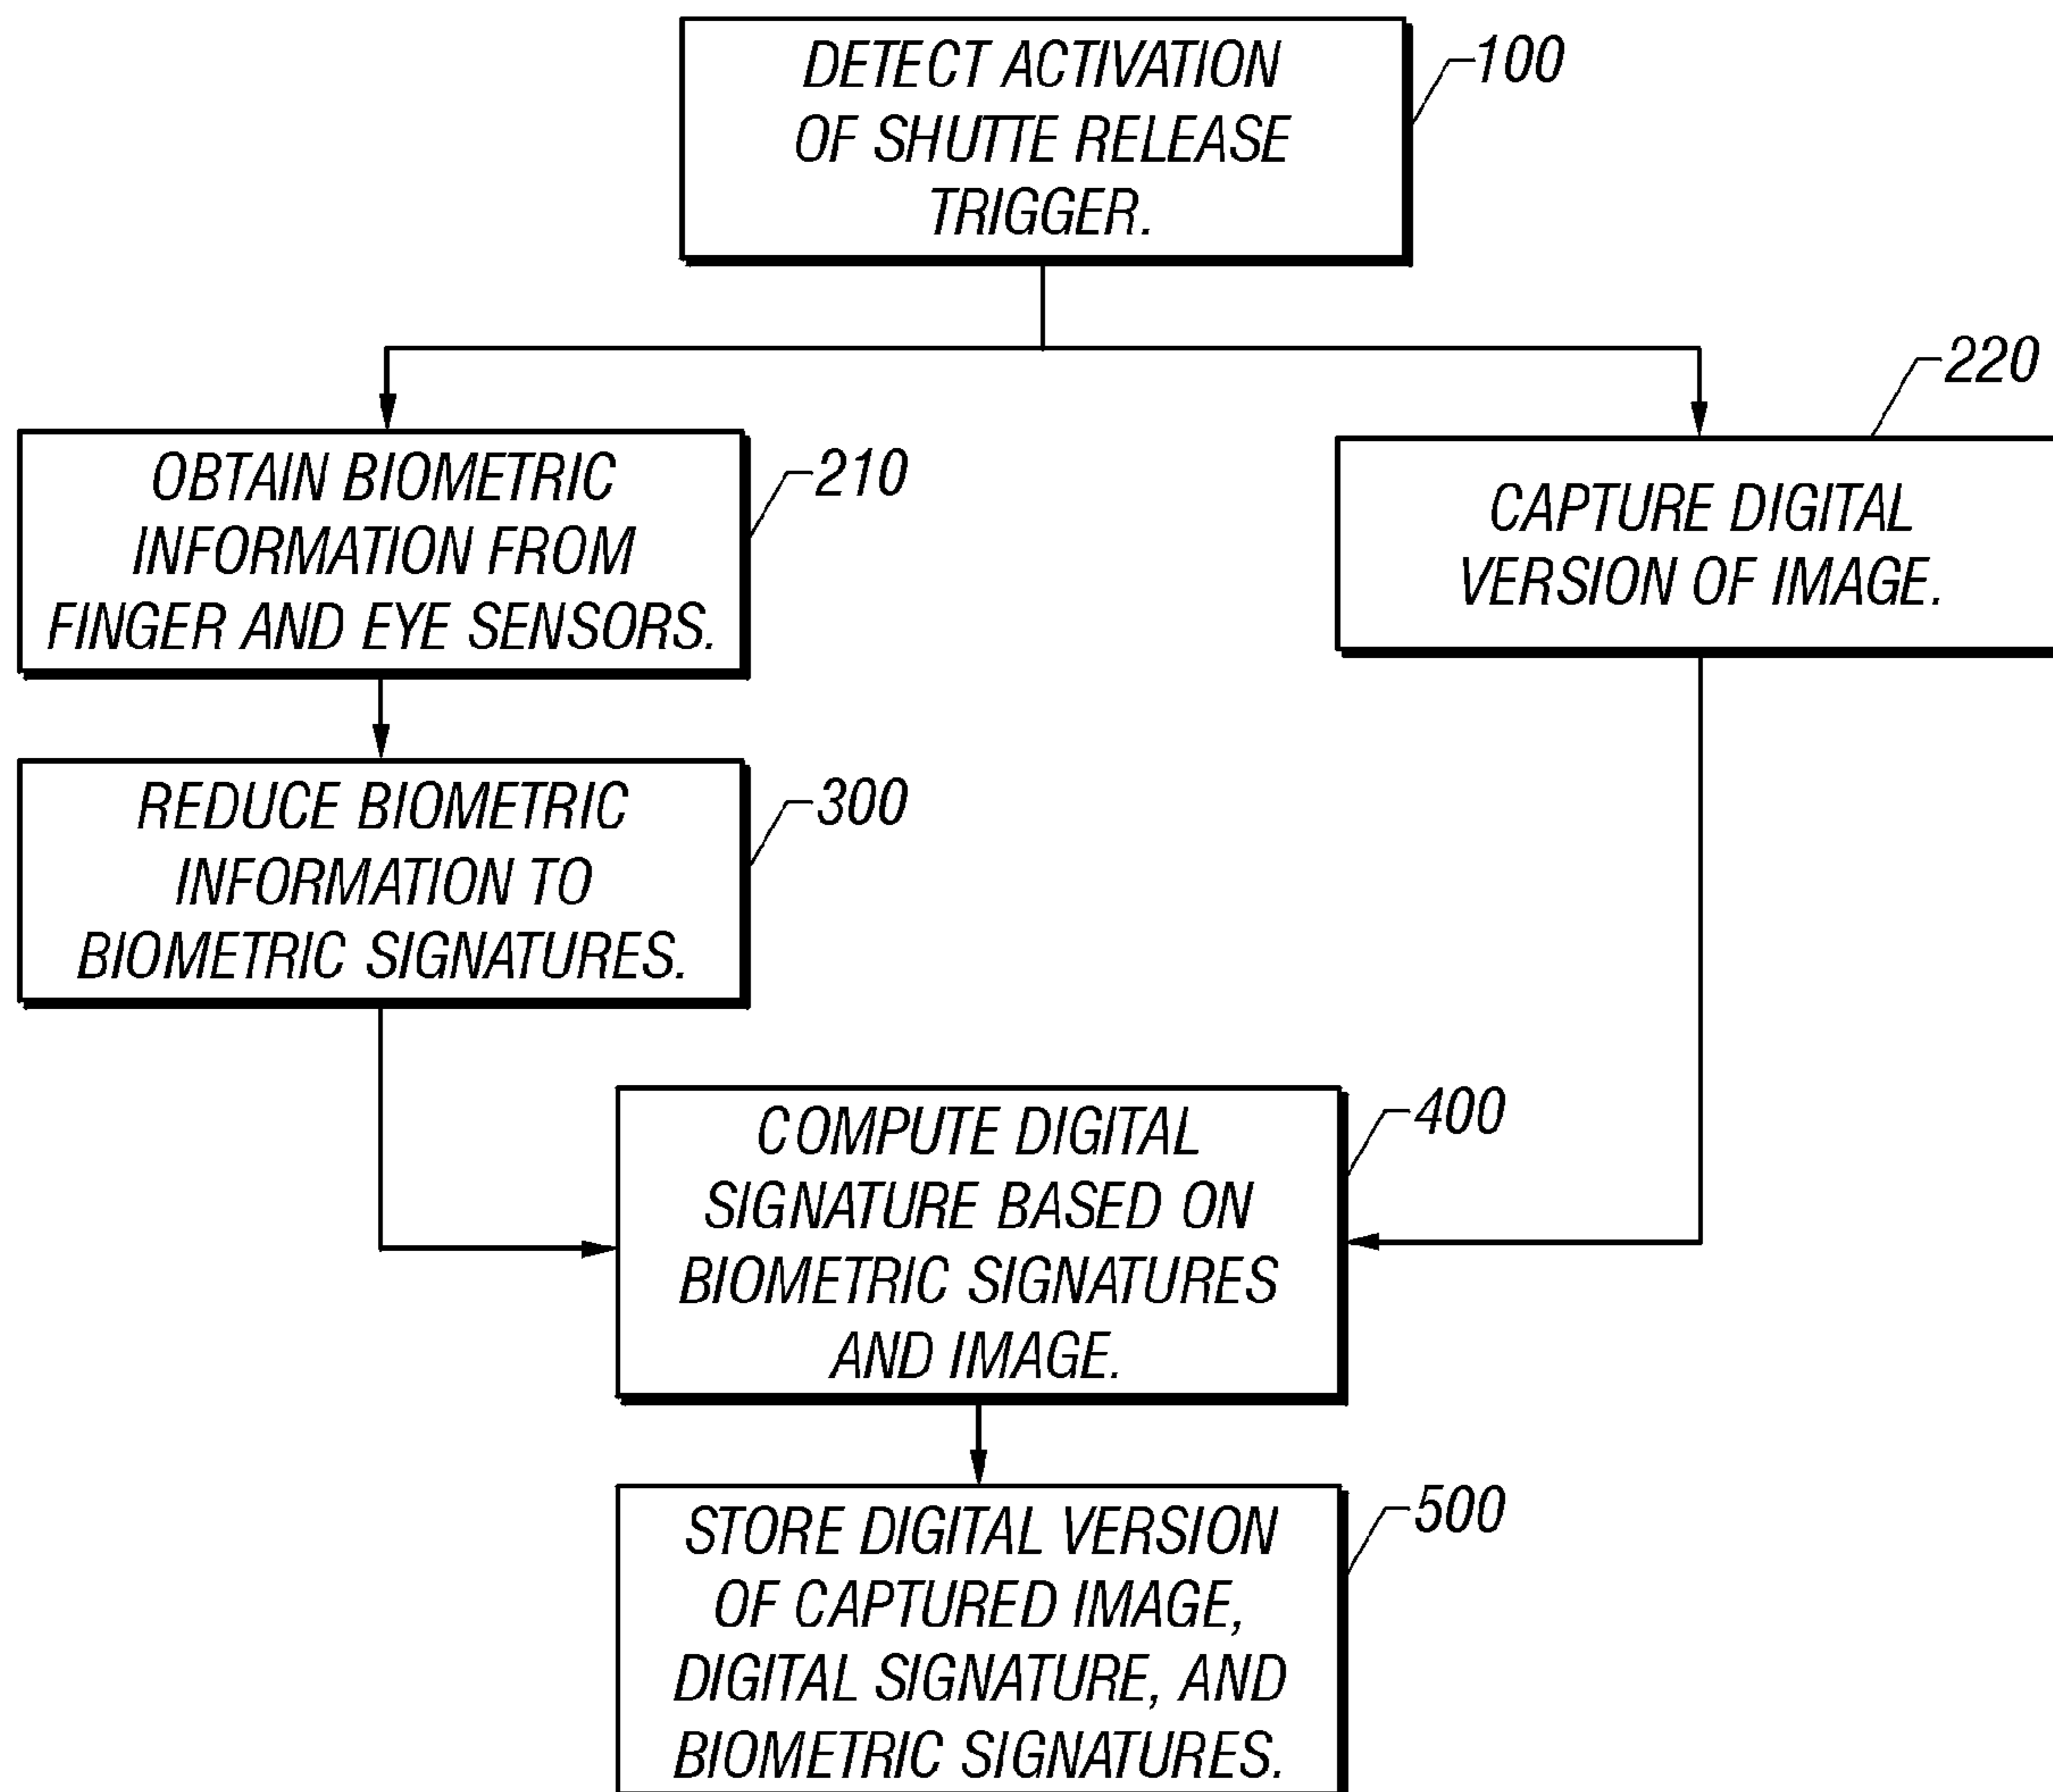 DETECT ACTIVATION
OF SHUTTE RELEASE
TRIGGER.
100
OBTAIN BIOMETRIC
INFORMATION FROM
FINGER AND EYE SENSORS.
210
CAPTURE DIGITAL
VERSION OF IMAGE.
220
REDUCE BIOMETRIC
INFORMATION TO
BIOMETRIC SIGNATURES.
300
COMPUTE DIGITAL
SIGNATURE BASED ON
BIOMETRIC SIGNATURES
AND IMAGE.
400
STORE DIGITAL VERSION
OF CAPTURED IMAGE,
DIGITAL SIGNATURE, AND
BIOMETRIC SIGNATURES.
500